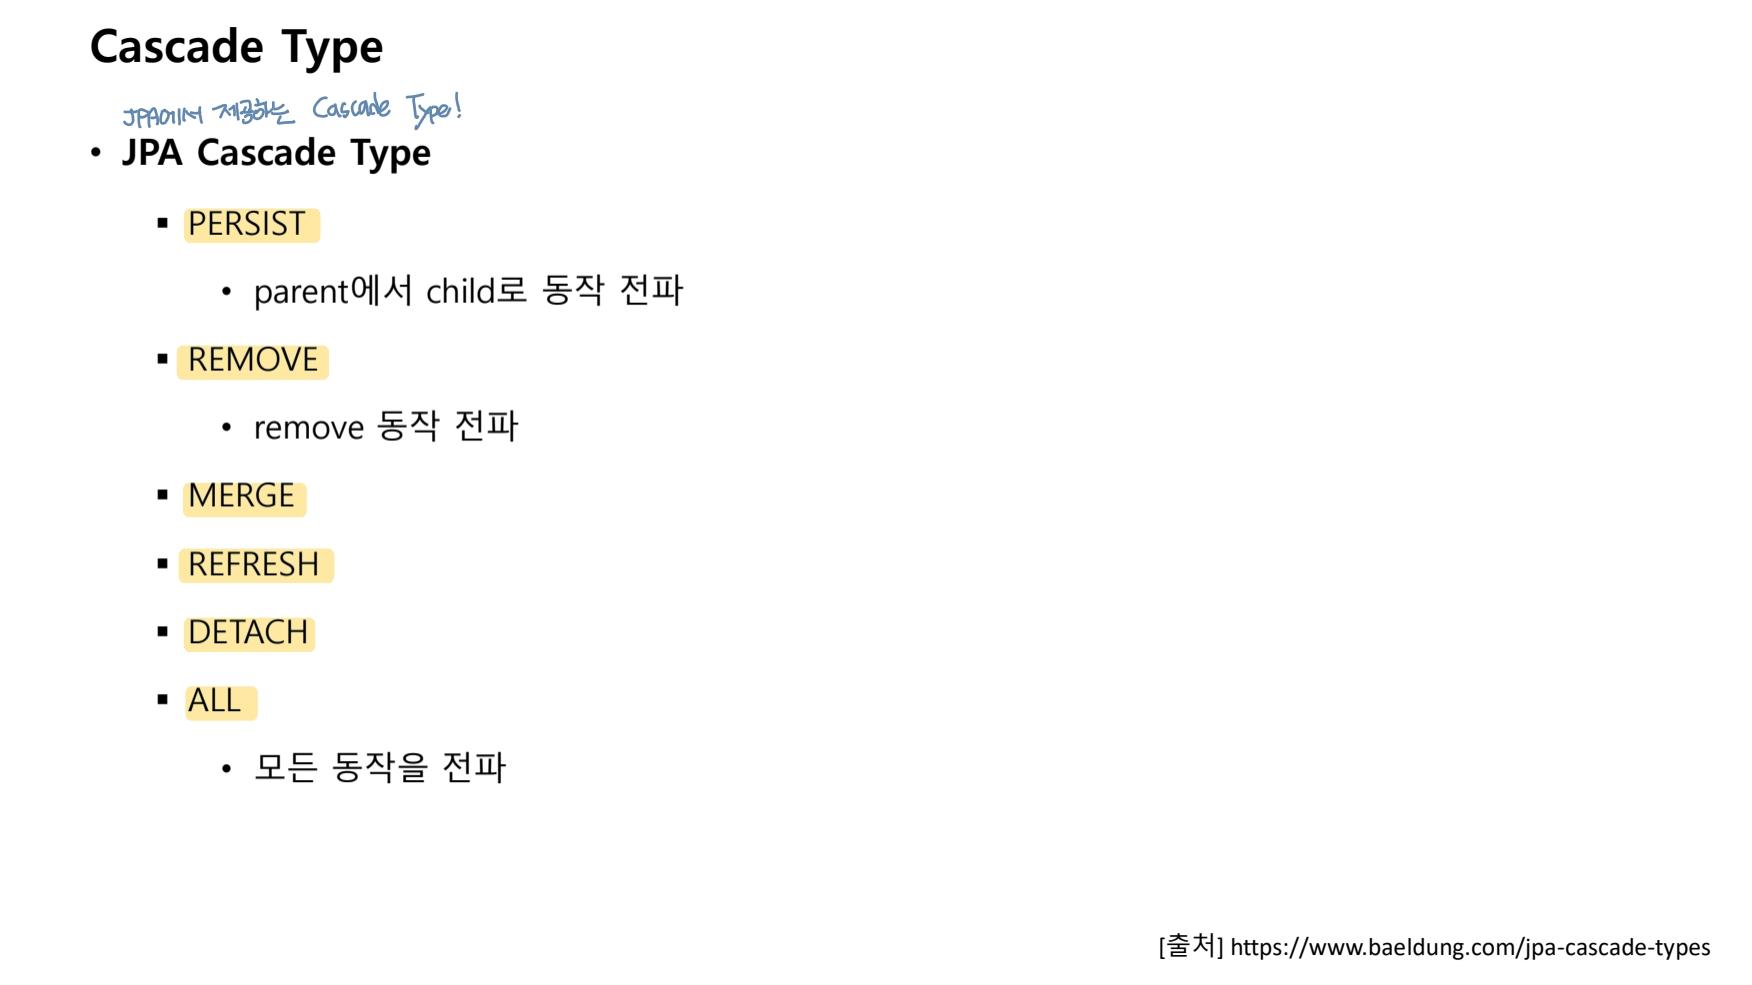 Cascade Type
JPA에서 제공하는 Cascade Type!
• JPA Cascade Type
▪ PERSIST
• parent에서 child로 동작 전파
▪ REMOVE
• remove 동작 전파
▪ MERGE
▪ REFRESH
▪ DETACH
▪ ALL
• 모든 동작을 전파
[출처] https://www.baeldung.com/jpa-cascade-types